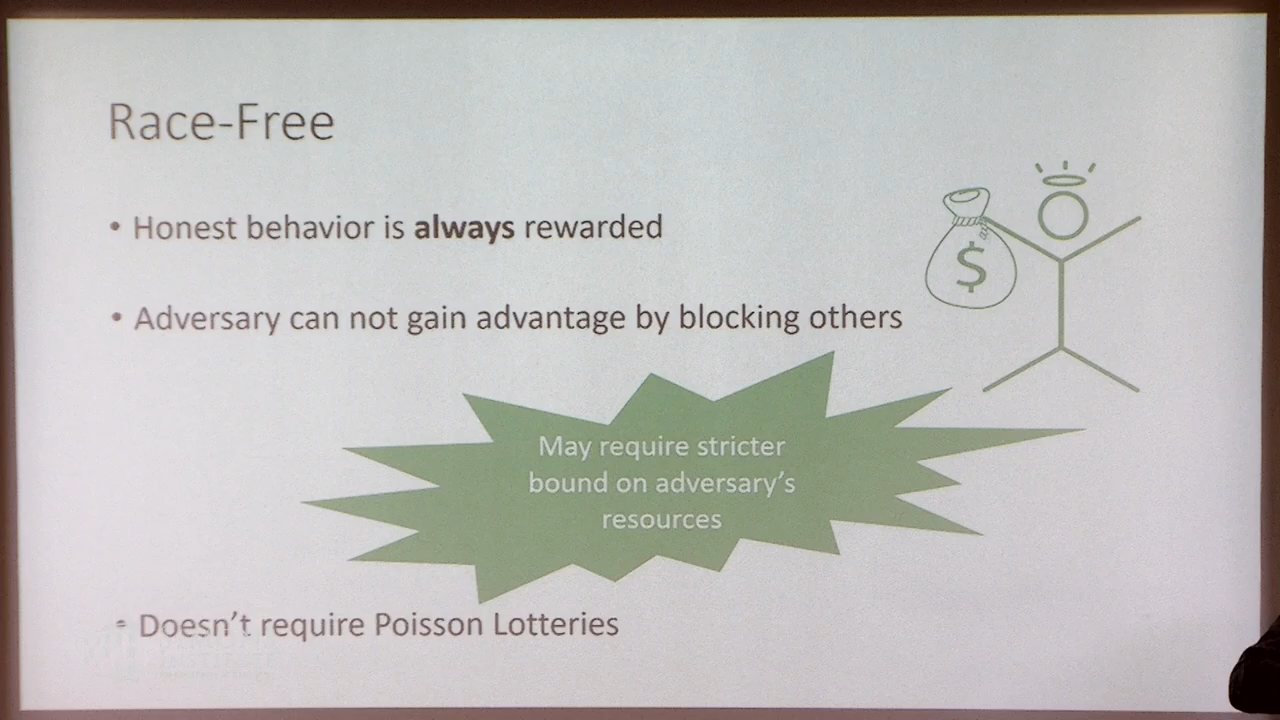 Race-Free
• Honest behavior is always rewarded
$
• Adversary can not gain advantage by blocking others
May require stricter
bound on adversary's
resources
• Doesn't require Poisson Lotteries